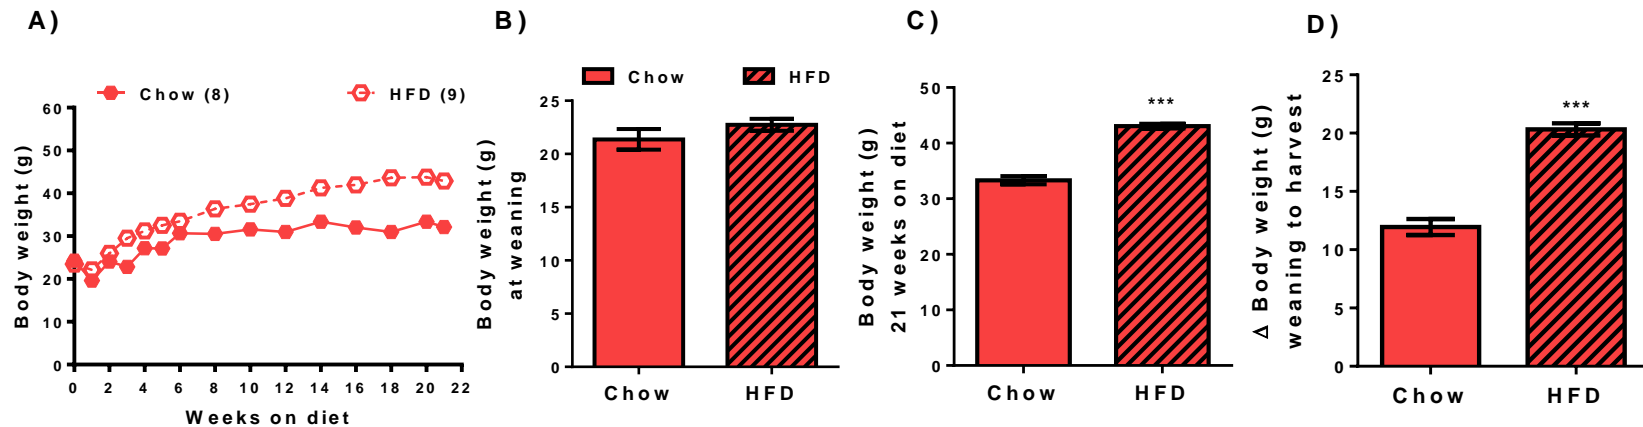 A)
Chow (8)
HFD (9)
Body weight (g)
60
50
40
30
20
10
0
0 2 4 6 8 10 12 14 16 18 20 22
Weeks on diet
B)
Chow
HFD
Body weight (g)
at weaning
25
20
15
10
5
0
Chow HFD
C)
Body weight (g)
21 weeks on diet
50
40
30
20
10
0
***
Chow HFD
D)
Δ Body weight (g)
weaning to harvest
25
20
15
10
5
0
***
Chow HFD